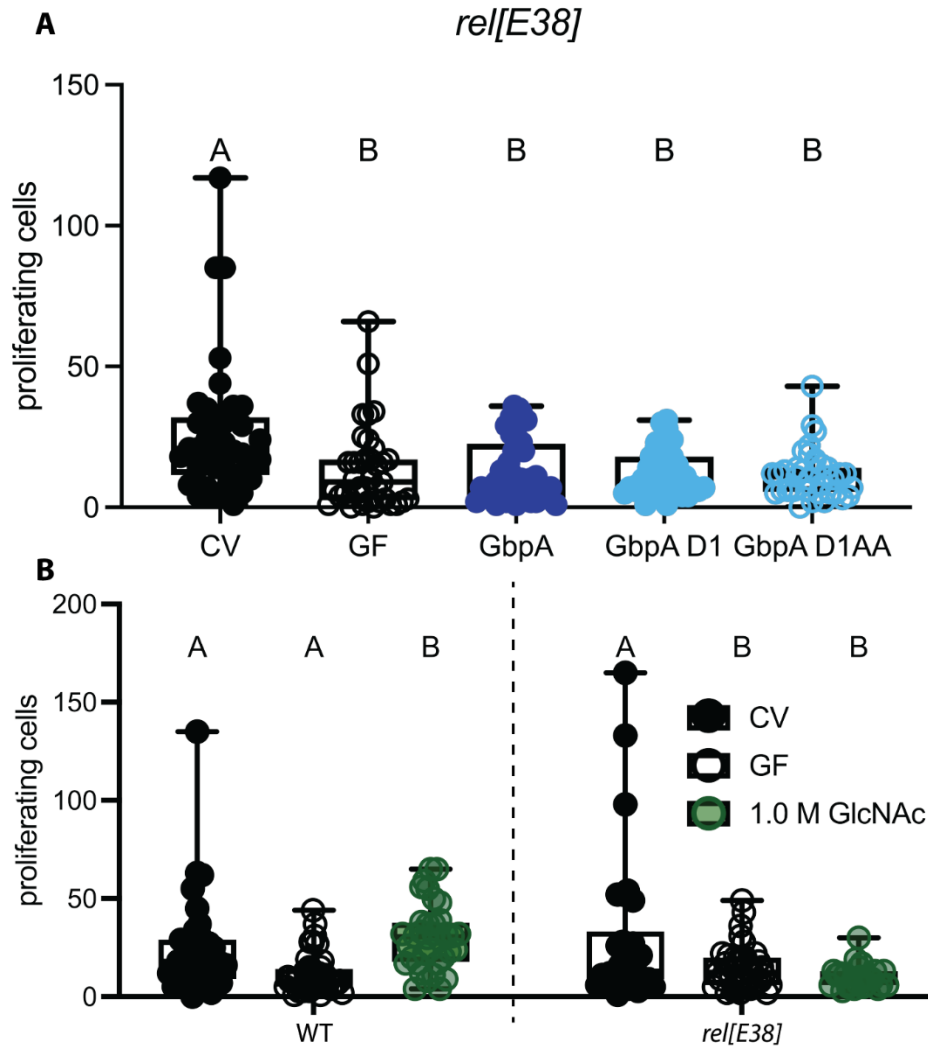 A
rel[E38]
150
100
50
0
proliferating cells
A B B B B
CV GF GbpA GbpA D1 GbpA D1AA
B
200
150
100
50
0
proliferating cells
A A B A B B
CV
GF
1.0 M GlcNAc
WT rel[E38]